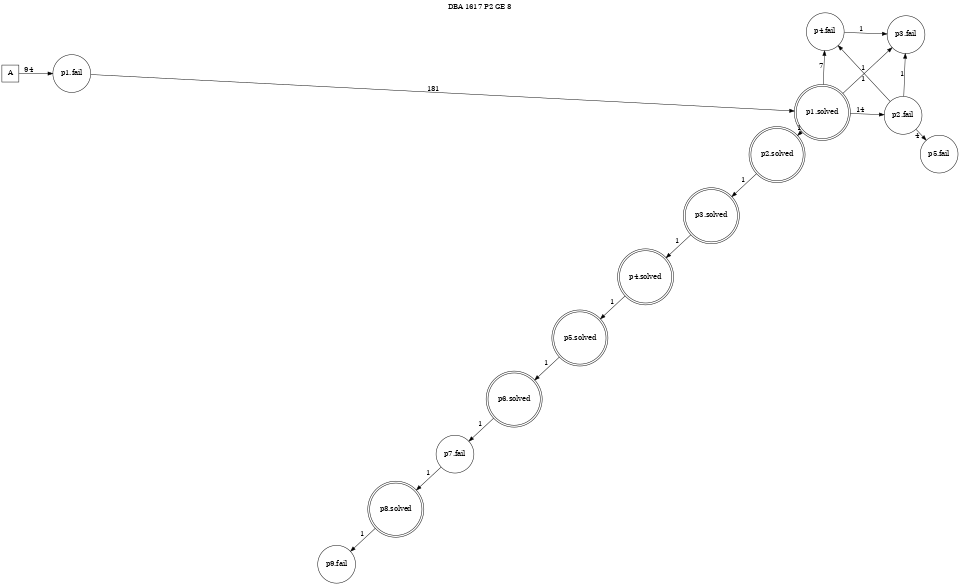 DBA 1617 P2 GE 8
p4.fail
1
p3.fail
A
94
p1.fail
7
1
1
1
181
p1.solved
14
p2.fail
4
p5.fail
1
p2.solved
1
p3.solved
1
p4.solved
1
p5.solved
1
p6.solved
1
p7.fail
1
p8.solved
1
p9.fail